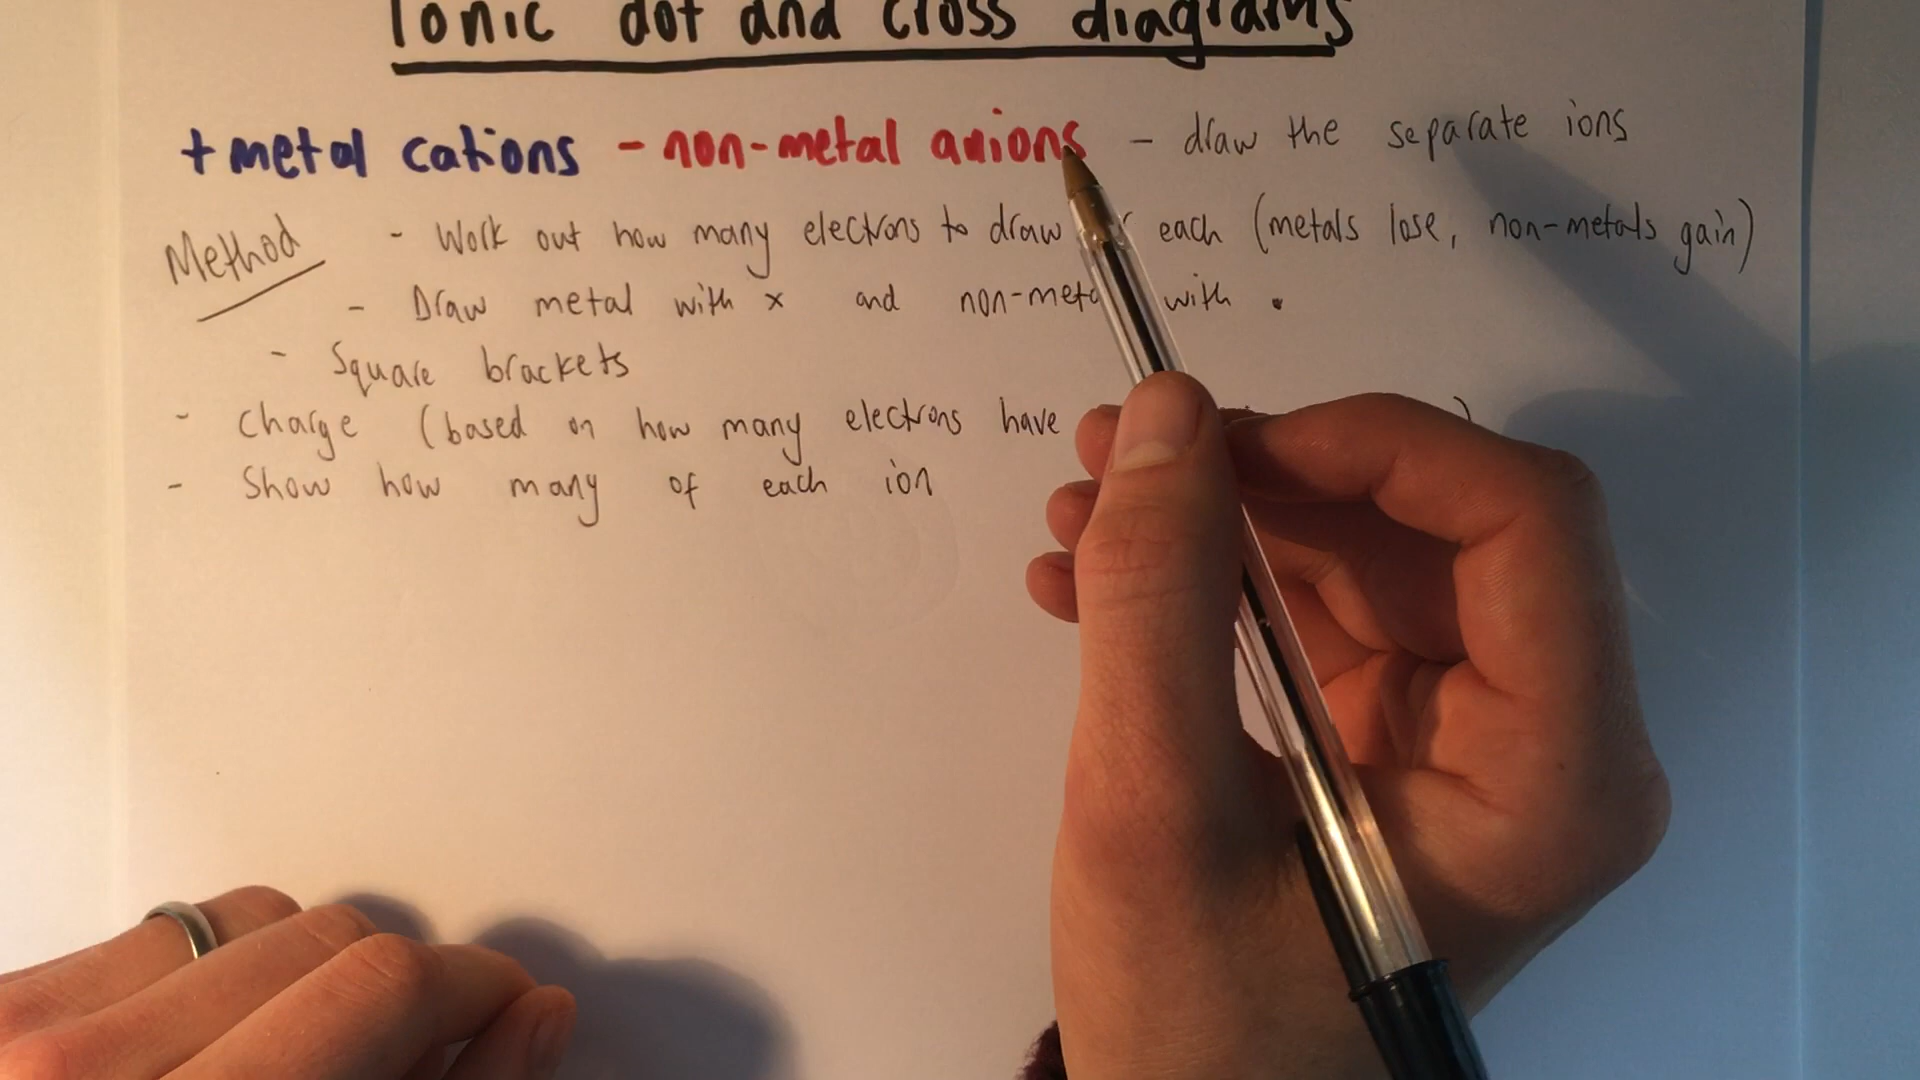 Ionic dot and cross diagrams
+ metal cations - non-metal anions - draw the separate ions
Method - Work out how many electrons to draw each (metals lose, non-metals gain)
- Draw metal with x and non-metal with •
- Square brackets
- Charge (based on how many electrons have )
- Show how many of each ion